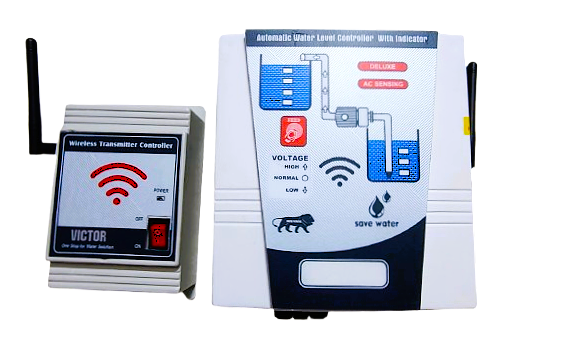 Wireless Transmitter Controller
POWER
OFF
VICTOR
One Stop for Water Solution
ON
Automatic Water Level Controller With Indicator
DELUXE
AC SENSING
VOLTAGE
HIGH
NORMAL
LOW
save water